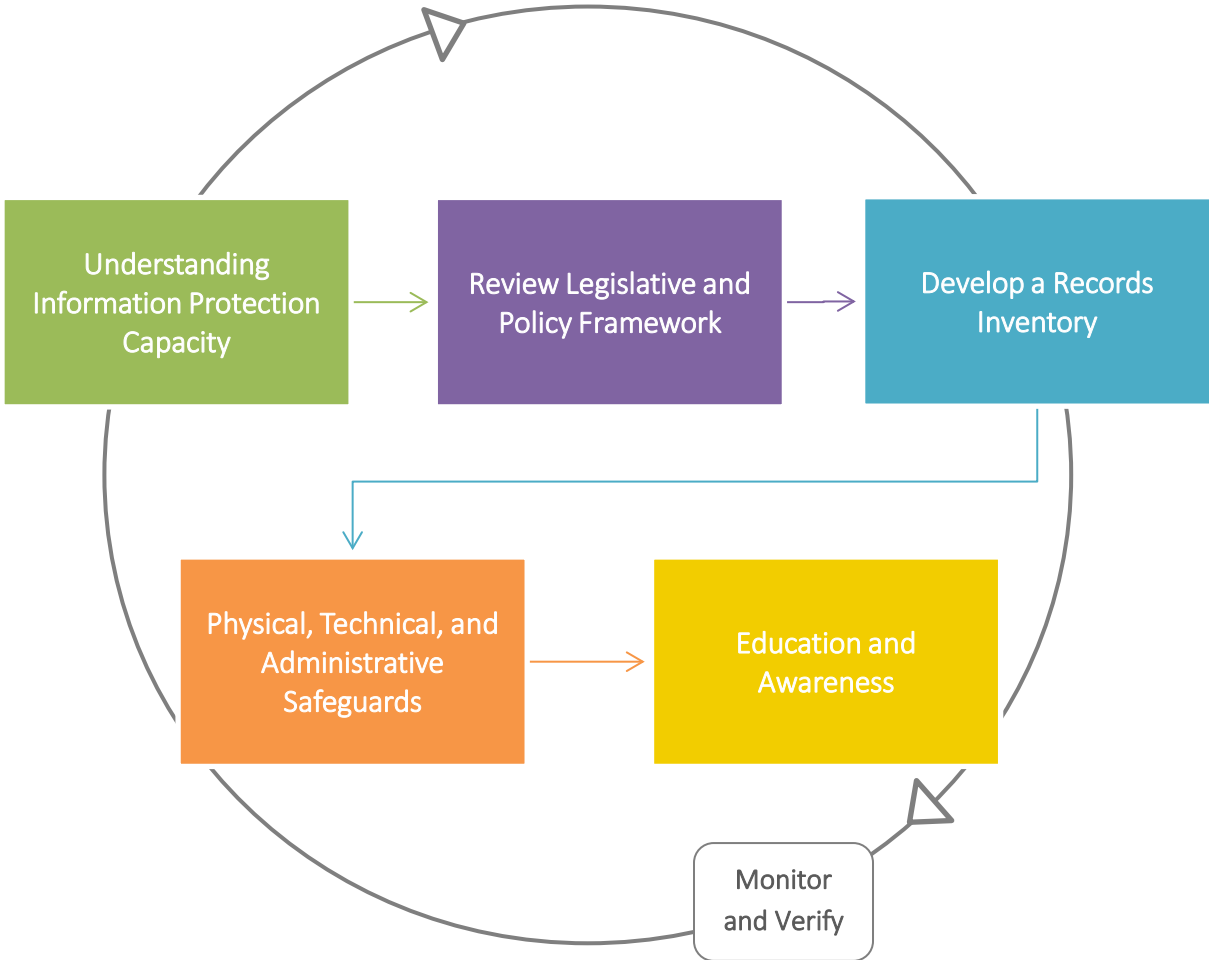 Understanding
Information Protection
Capacity
Review Legislative and
Policy Framework
Develop a Records
Inventory
Physical, Technical, and
Administrative
Safeguards
Education and
Awareness
Monitor
and Verify